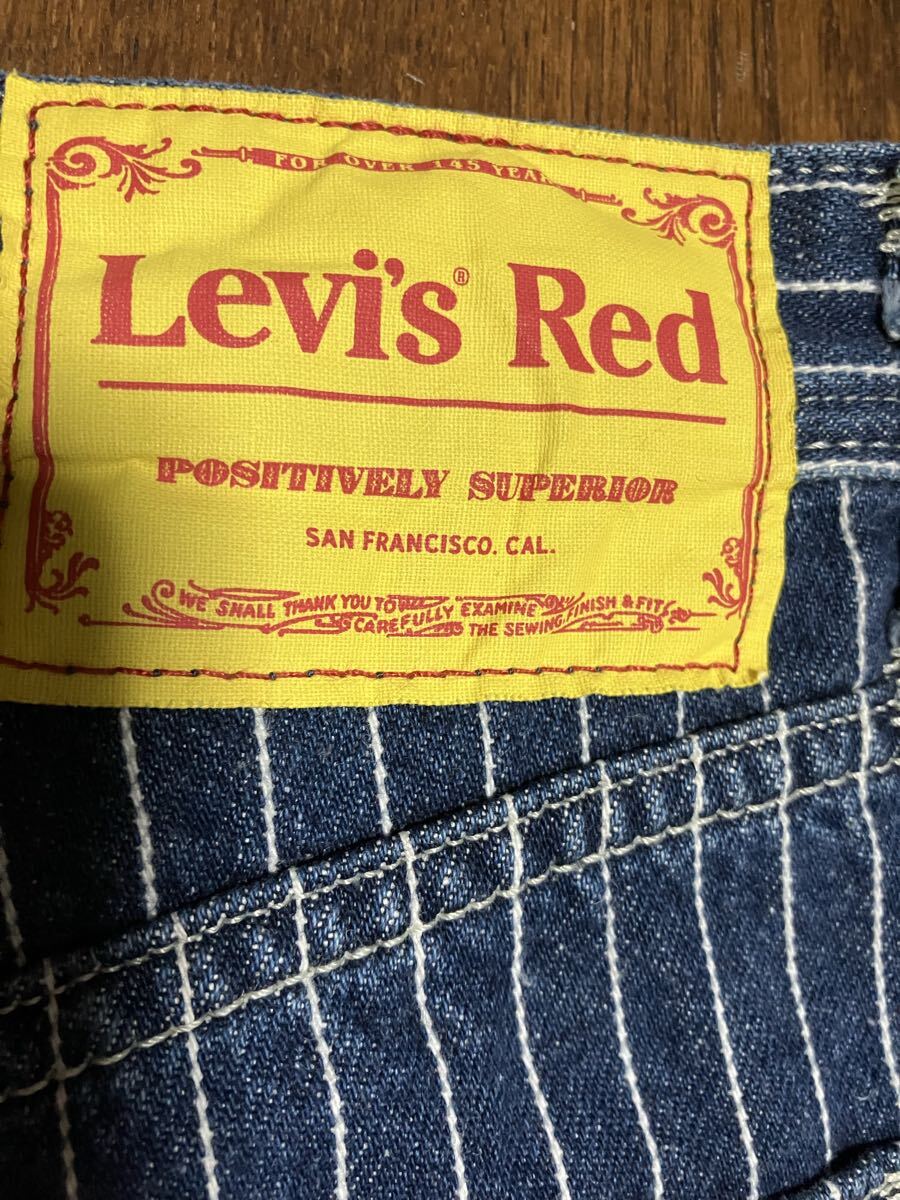 FOR OVER 145 YEARS
Levi's® Red
POSITIVELY SUPERIOR
SAN FRANCISCO. CAL.
WE SHALL THANK YOU TO CAREFULLY EXAMINE THE SEWING, FINISH & FIT